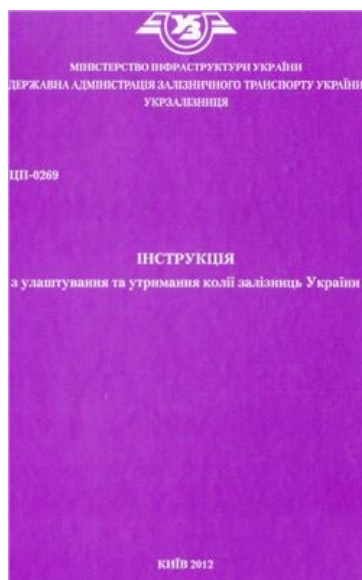 УЗ
МІНІСТЕРСТВО ІНФРАСТРУКТУРИ УКРАЇНИ
ДЕРЖАВНА АДМІНІСТРАЦІЯ ЗАЛІЗНИЧНОГО ТРАНСПОРТУ УКРАЇНИ
УКРЗАЛІЗНИЦЯ
ЦП-0269
ІНСТРУКЦІЯ
з улаштування та утримання колії залізниць України
КИЇВ 2012